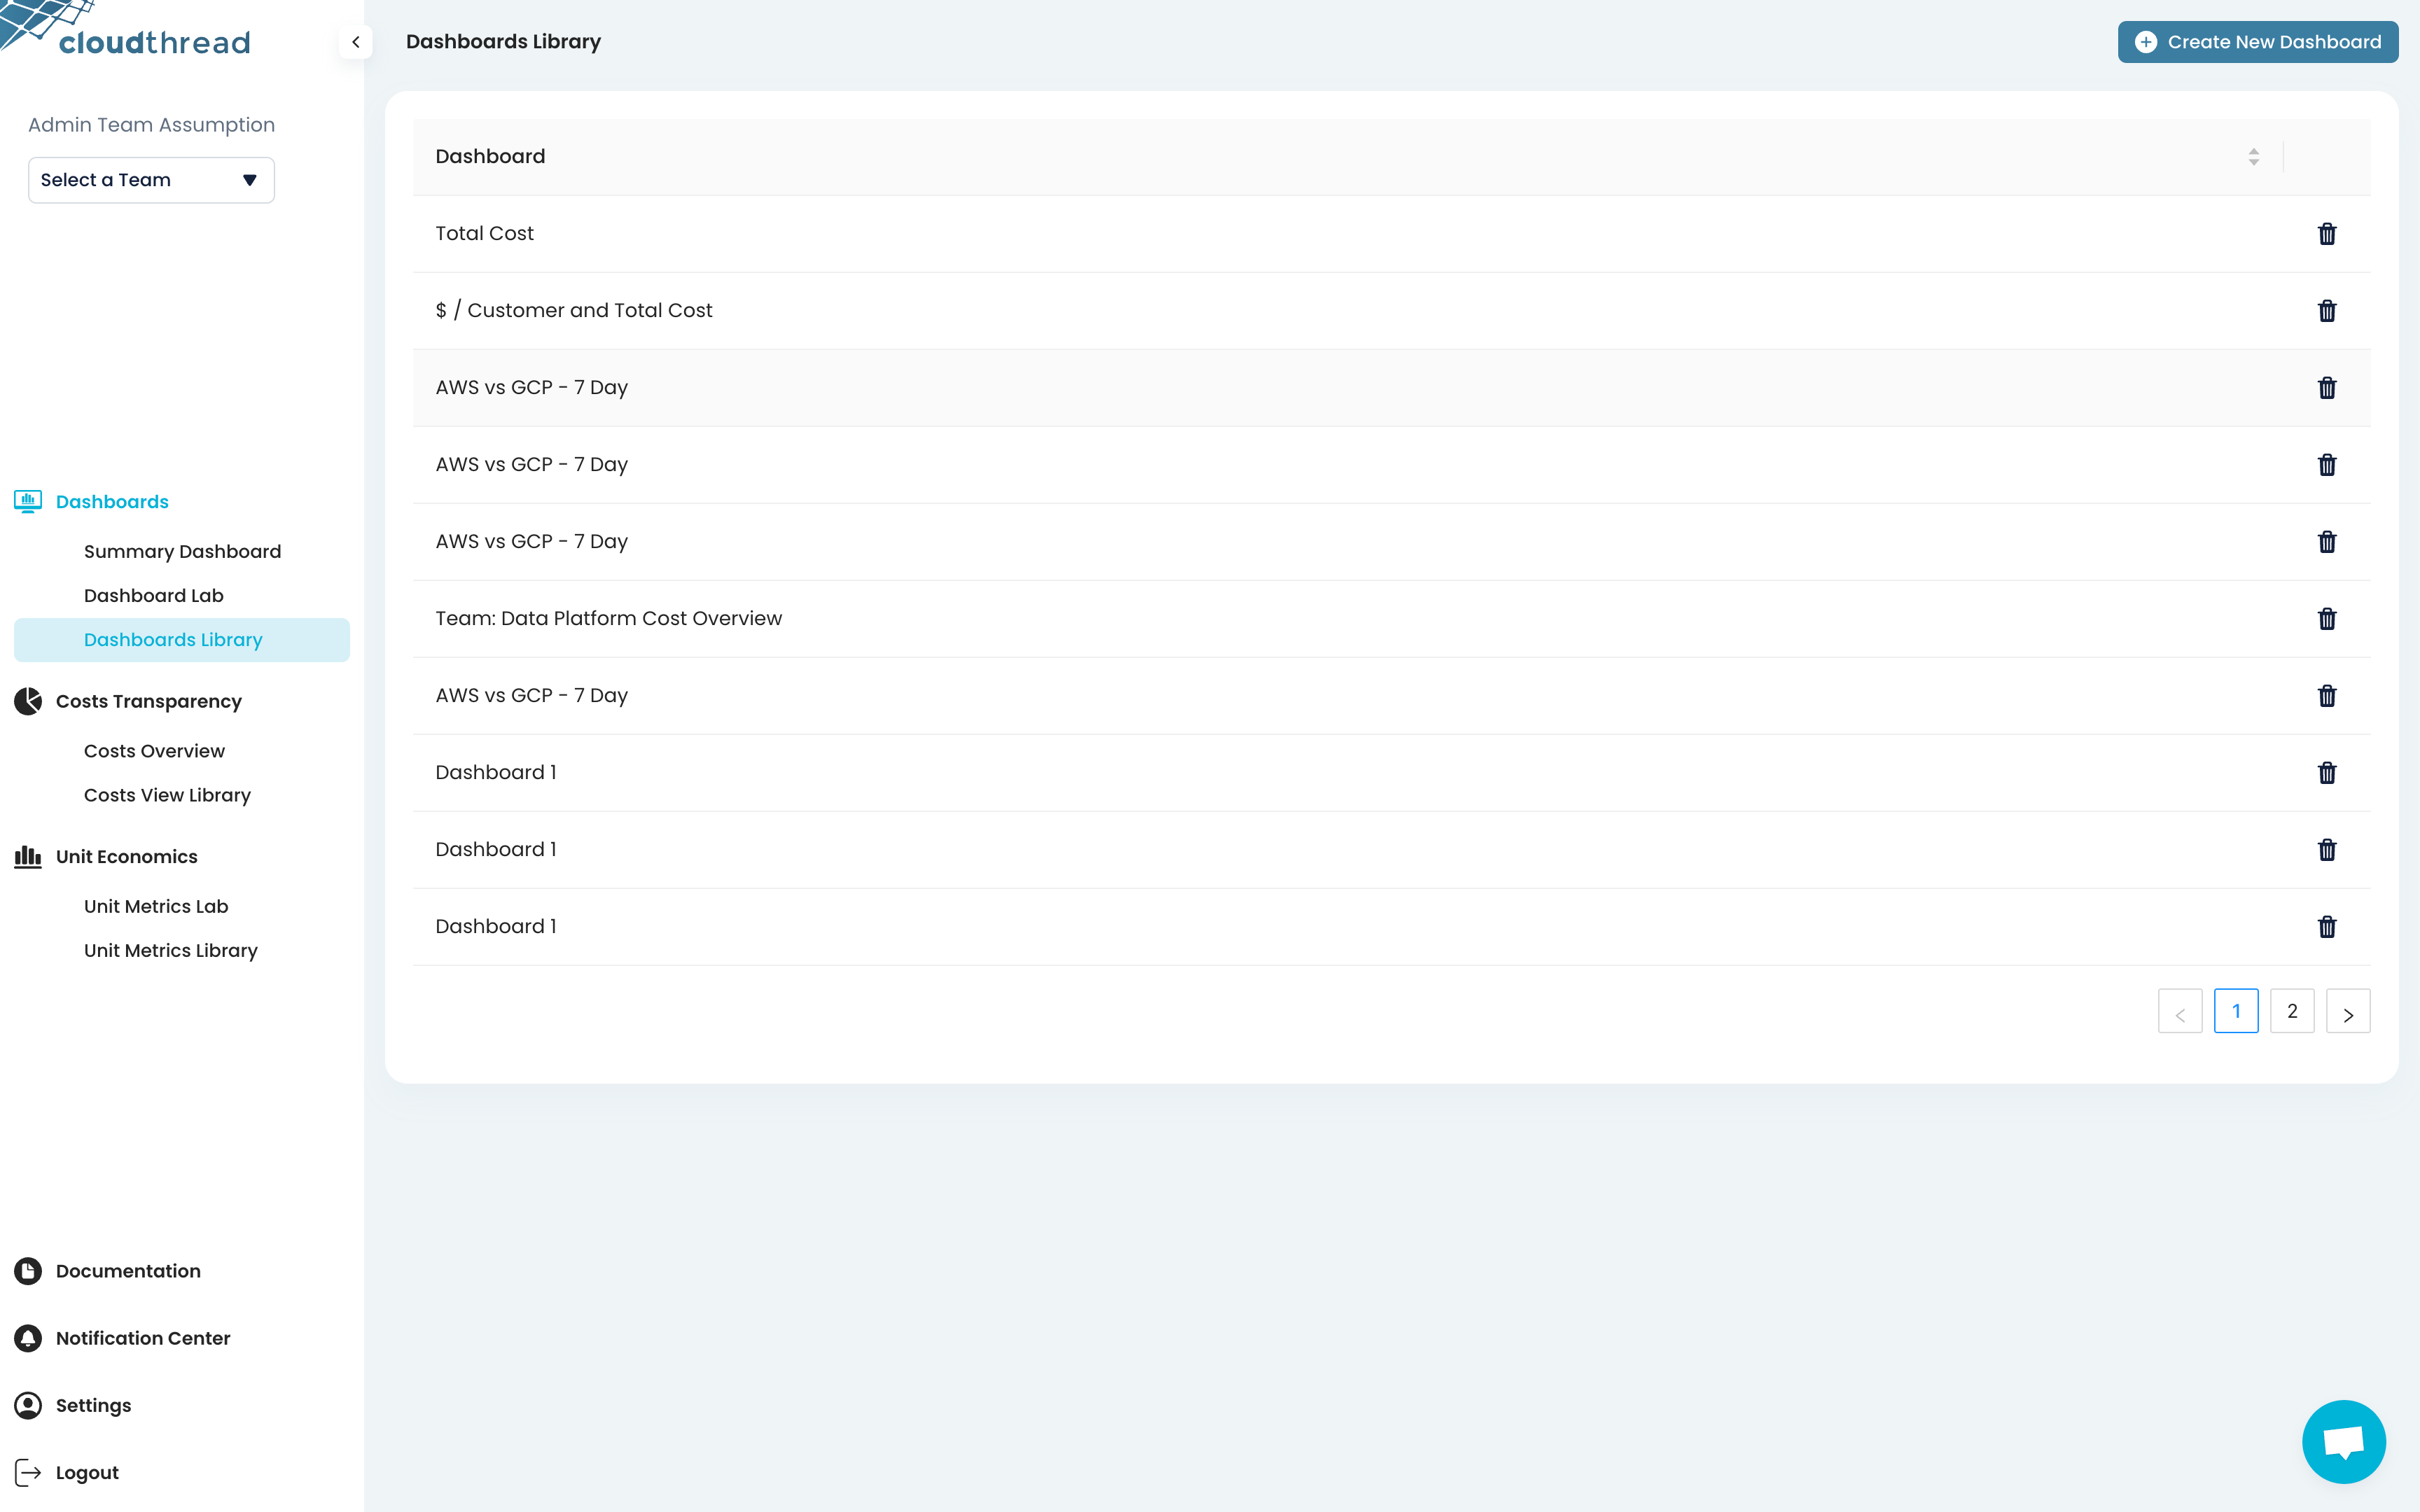 cloudthread
Admin Team Assumption
Select a Team
Dashboards
Summary Dashboard
Dashboard Lab
Dashboards Library
Costs Transparency
Costs Overview
Costs View Library
Unit Economics
Unit Metrics Lab
Unit Metrics Library
Documentation
Notification Center
Settings
Logout
Dashboards Library
Create New Dashboard
Dashboard
Total Cost
$ / Customer and Total Cost
AWS vs GCP - 7 Day
AWS vs GCP - 7 Day
AWS vs GCP - 7 Day
Team: Data Platform Cost Overview
AWS vs GCP - 7 Day
Dashboard 1
Dashboard 1
Dashboard 1
1 2